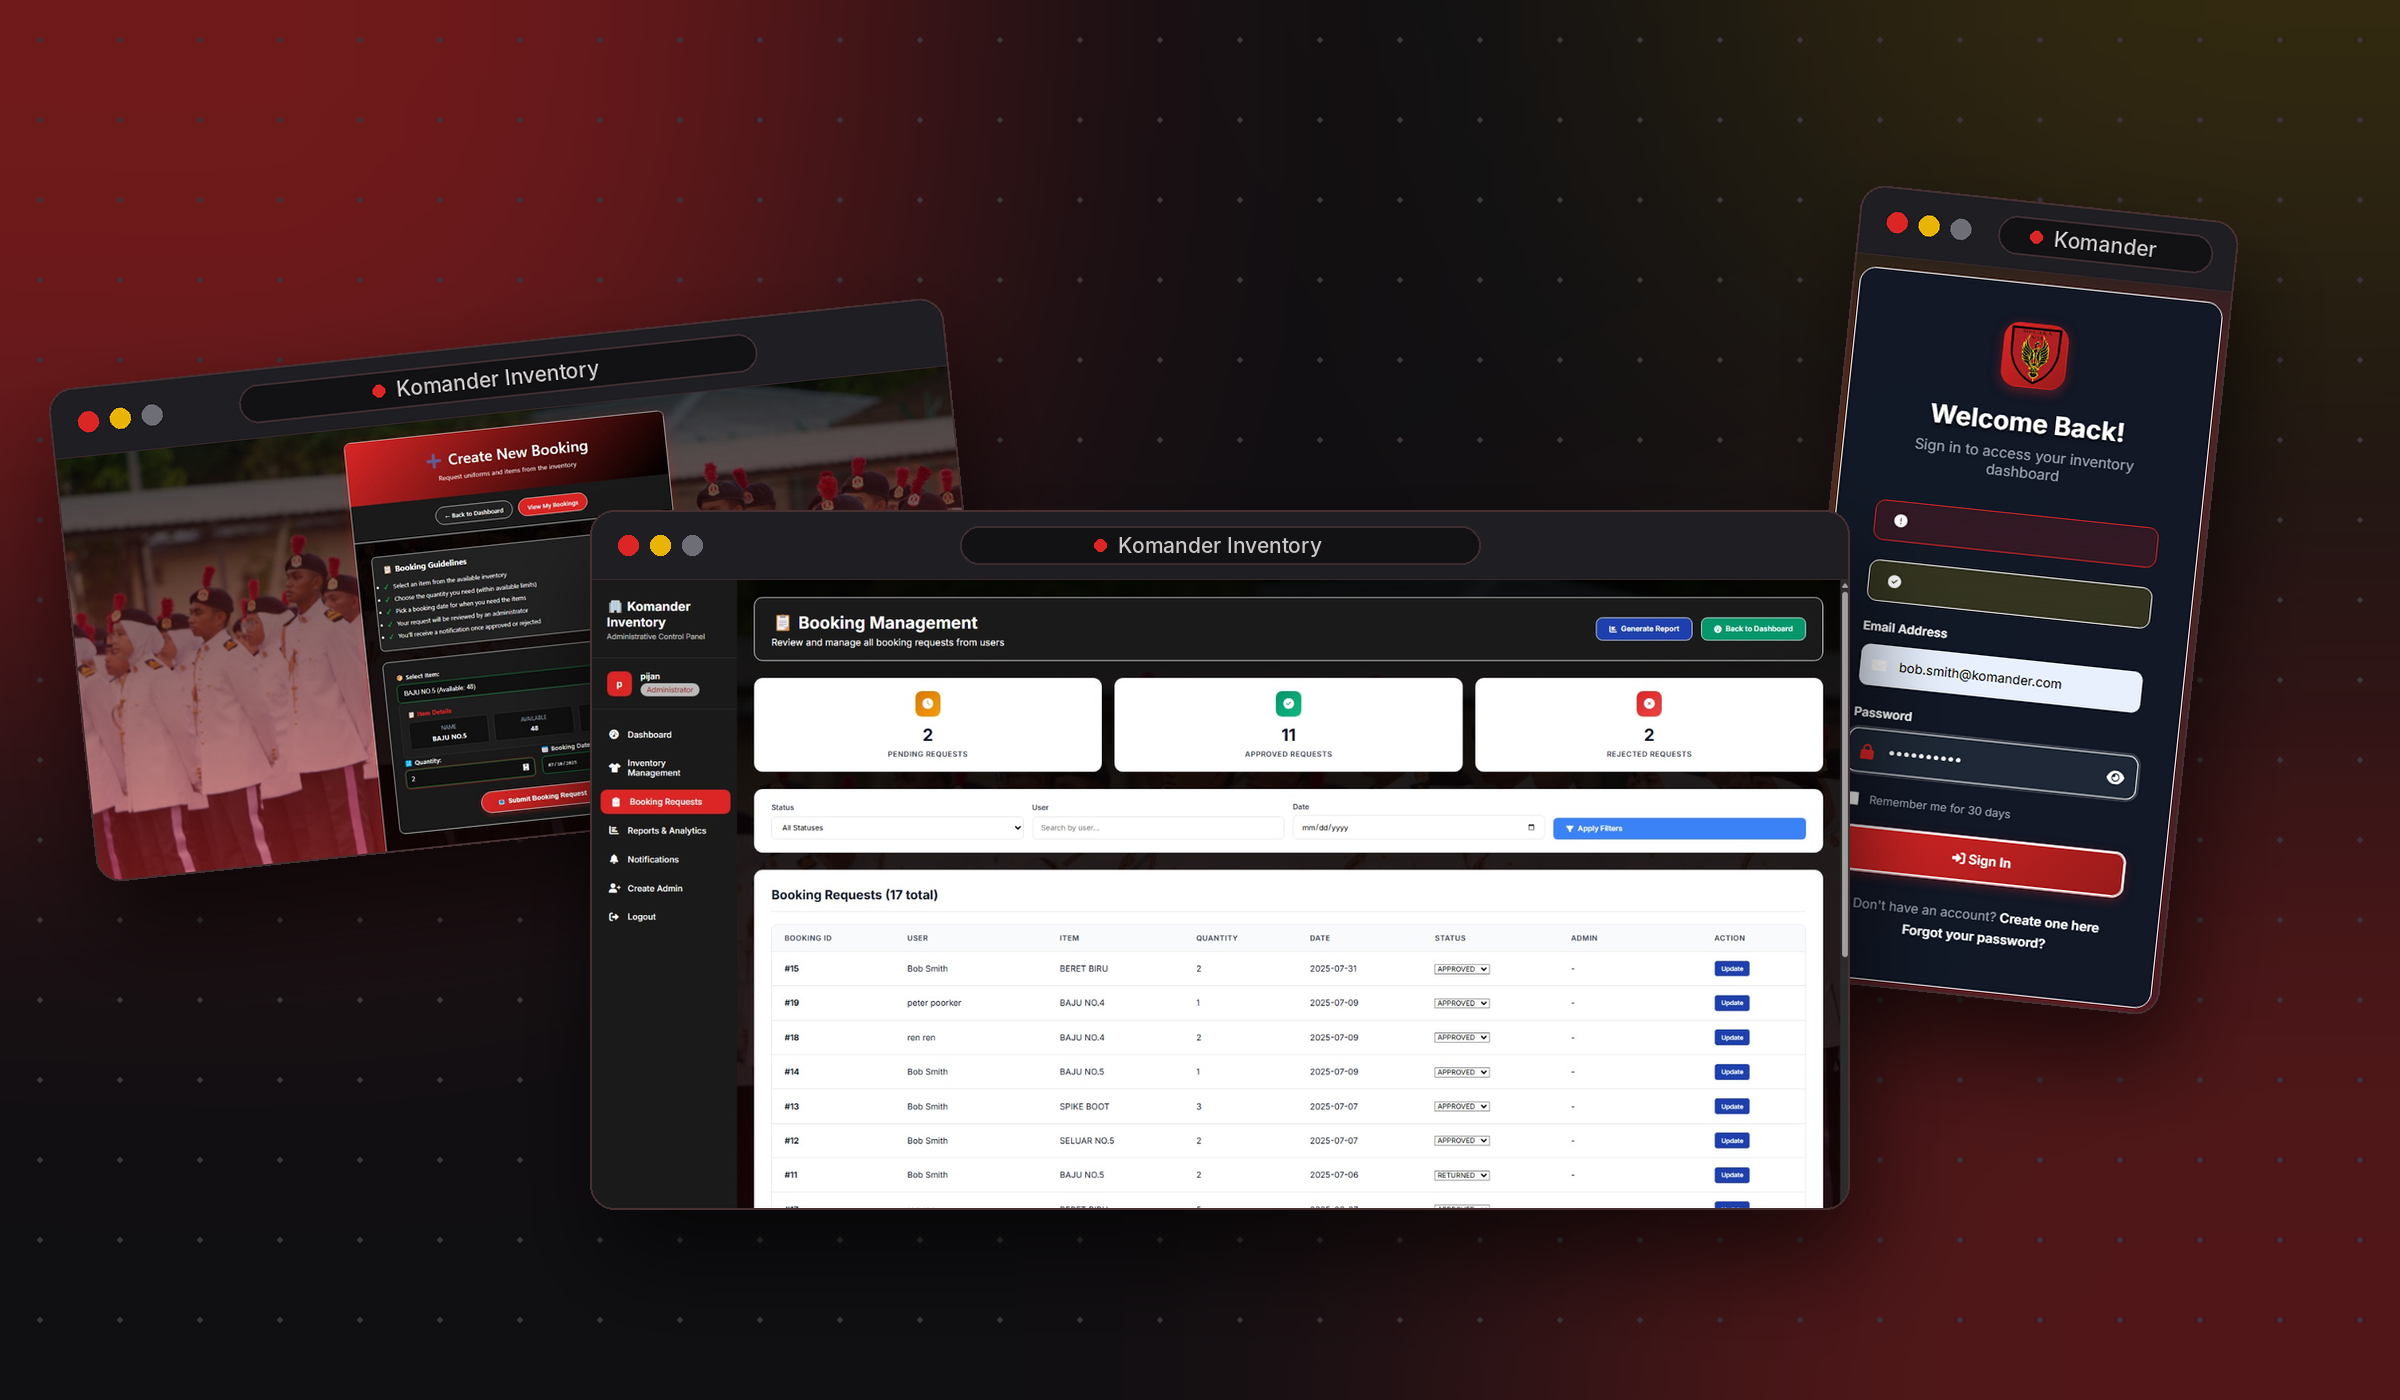 Komander Inventory
Create New Booking
Request uniforms and items from the inventory
← Back to Dashboard
View My Bookings
Booking Guidelines
Select an item from the available inventory
Choose the quantity you need (within available limits)
Pick a booking date for when you need the items
Your request will be reviewed by an administrator
You'll receive a notification once approved or rejected
Select Item:
BAJU NO.5 (Available: 48)
Item Details
NAME
BAJU NO.5
AVAILABLE
48
Quantity:
2
Booking Date
07/10/2025
Submit Booking Request
Komander Inventory
Komander
Inventory
Administrative Control Panel
p
pijan
Administrator
Dashboard
Inventory
Management
Booking Requests
Reports & Analytics
Notifications
Create Admin
Logout
Booking Management
Review and manage all booking requests from users
Generate Report
Back to Dashboard
2
PENDING REQUESTS
11
APPROVED REQUESTS
2
REJECTED REQUESTS
Status
All Statuses
User
Search by user...
Date
mm/dd/yyyy
Apply Filters
Booking Requests (17 total)
BOOKING ID USER ITEM QUANTITY DATE STATUS ADMIN ACTION
#15 Bob Smith BERET BIRU 2 2025-07-31 APPROVED - Update
#19 peter poorker BAJU NO.4 1 2025-07-09 APPROVED - Update
#18 ren ren BAJU NO.4 2 2025-07-09 APPROVED - Update
#14 Bob Smith BAJU NO.5 1 2025-07-09 APPROVED - Update
#13 Bob Smith SPIKE BOOT 3 2025-07-07 APPROVED - Update
#12 Bob Smith SELUAR NO.5 2 2025-07-07 APPROVED - Update
#11 Bob Smith BAJU NO.5 2 2025-07-06 RETURNED - Update
Komander
Welcome Back!
Sign in to access your inventory
dashboard
Email Address
bob.smith@komander.com
Password
Remember me for 30 days
Sign In
Don't have an account? Create one here
Forgot your password?